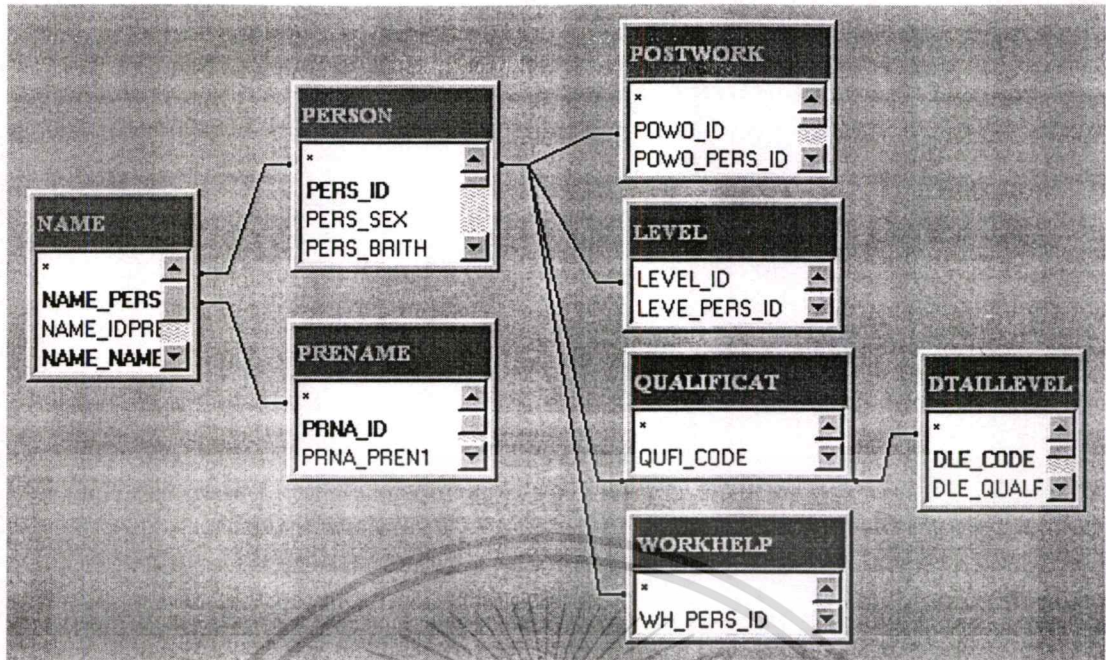 NAME
*
NAME_PERS
NAME_IDPRE
NAME_NAME
PERSON
*
PERS_ID
PERS_SEX
PERS_BRITH
PRENAME
*
PRNA_ID
PRNA_PREN1
POSTWORK
*
POWO_ID
POWO_PERS_ID
LEVEL
LEVEL_ID
LEVE_PERS_ID
QUALIFICAT
*
QUFI_CODE
WORKHELP
*
WH_PERS_ID
DTAILLEVEL
*
DLE_CODE
DLE_QUALF